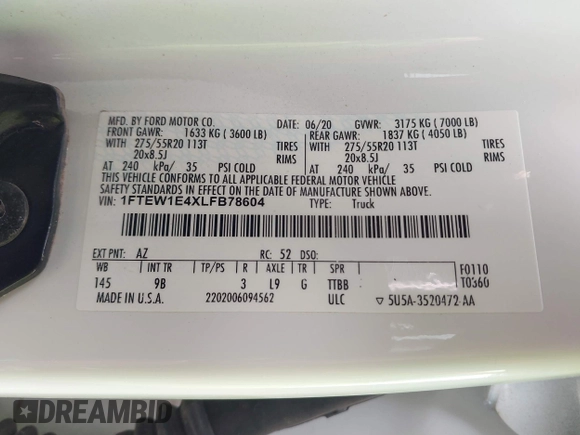 MFD. BY FORD MOTOR CO. DATE: 06/20 GVWR: 3175 KG ( 7000 LB)
FRONT GAWR: 1633 KG ( 3600 LB) REAR GAWR: 1837 KG ( 4050 LB)
WITH 275/55R20 113T TIRES WITH 275/55R20 113T TIRES
20x8.5J RIMS 20x8.5J RIMS
AT 240 kPa/ 35 PSI COLD AT 240 kPa/ 35 PSI COLD
THIS VEHICLE CONFORMS TO ALL APPLICABLE FEDERAL MOTOR VEHICLE
SAFETY STANDARDS IN EFFECT ON THE DATE OF MANUFACTURE SHOWN ABOVE.
VIN: 1FTEW1E4XLFB78604 TYPE: Truck
EXT PNT: AZ RC: 52 DSO: F0110
WB INT TR TP/PS R AXLE TR SPR T0360
145 9B 3 L9 G TTBB
MADE IN U.S.A. 2202006094562 ULC ▽ 5U5A-3520472-AA
DREAMBID